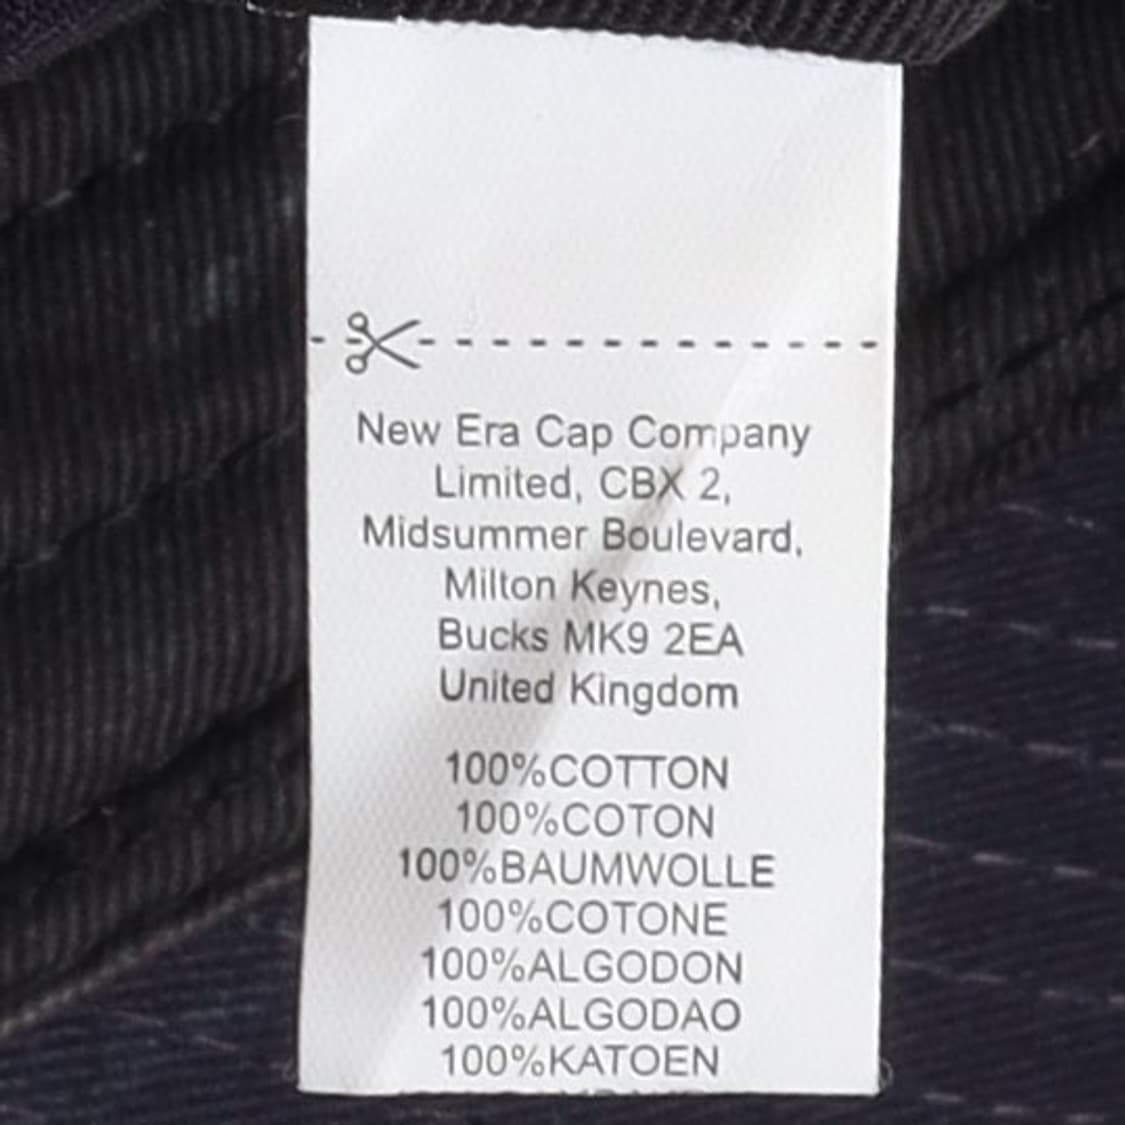 New Era Cap Company
Limited, CBX 2,
Midsummer Boulevard,
Milton Keynes,
Bucks MK9 2EA
United Kingdom
100%COTTON
100%COTON
100%BAUMWOLLE
100%COTONE
100%ALGODON
100%ALGODAO
100%KATOEN